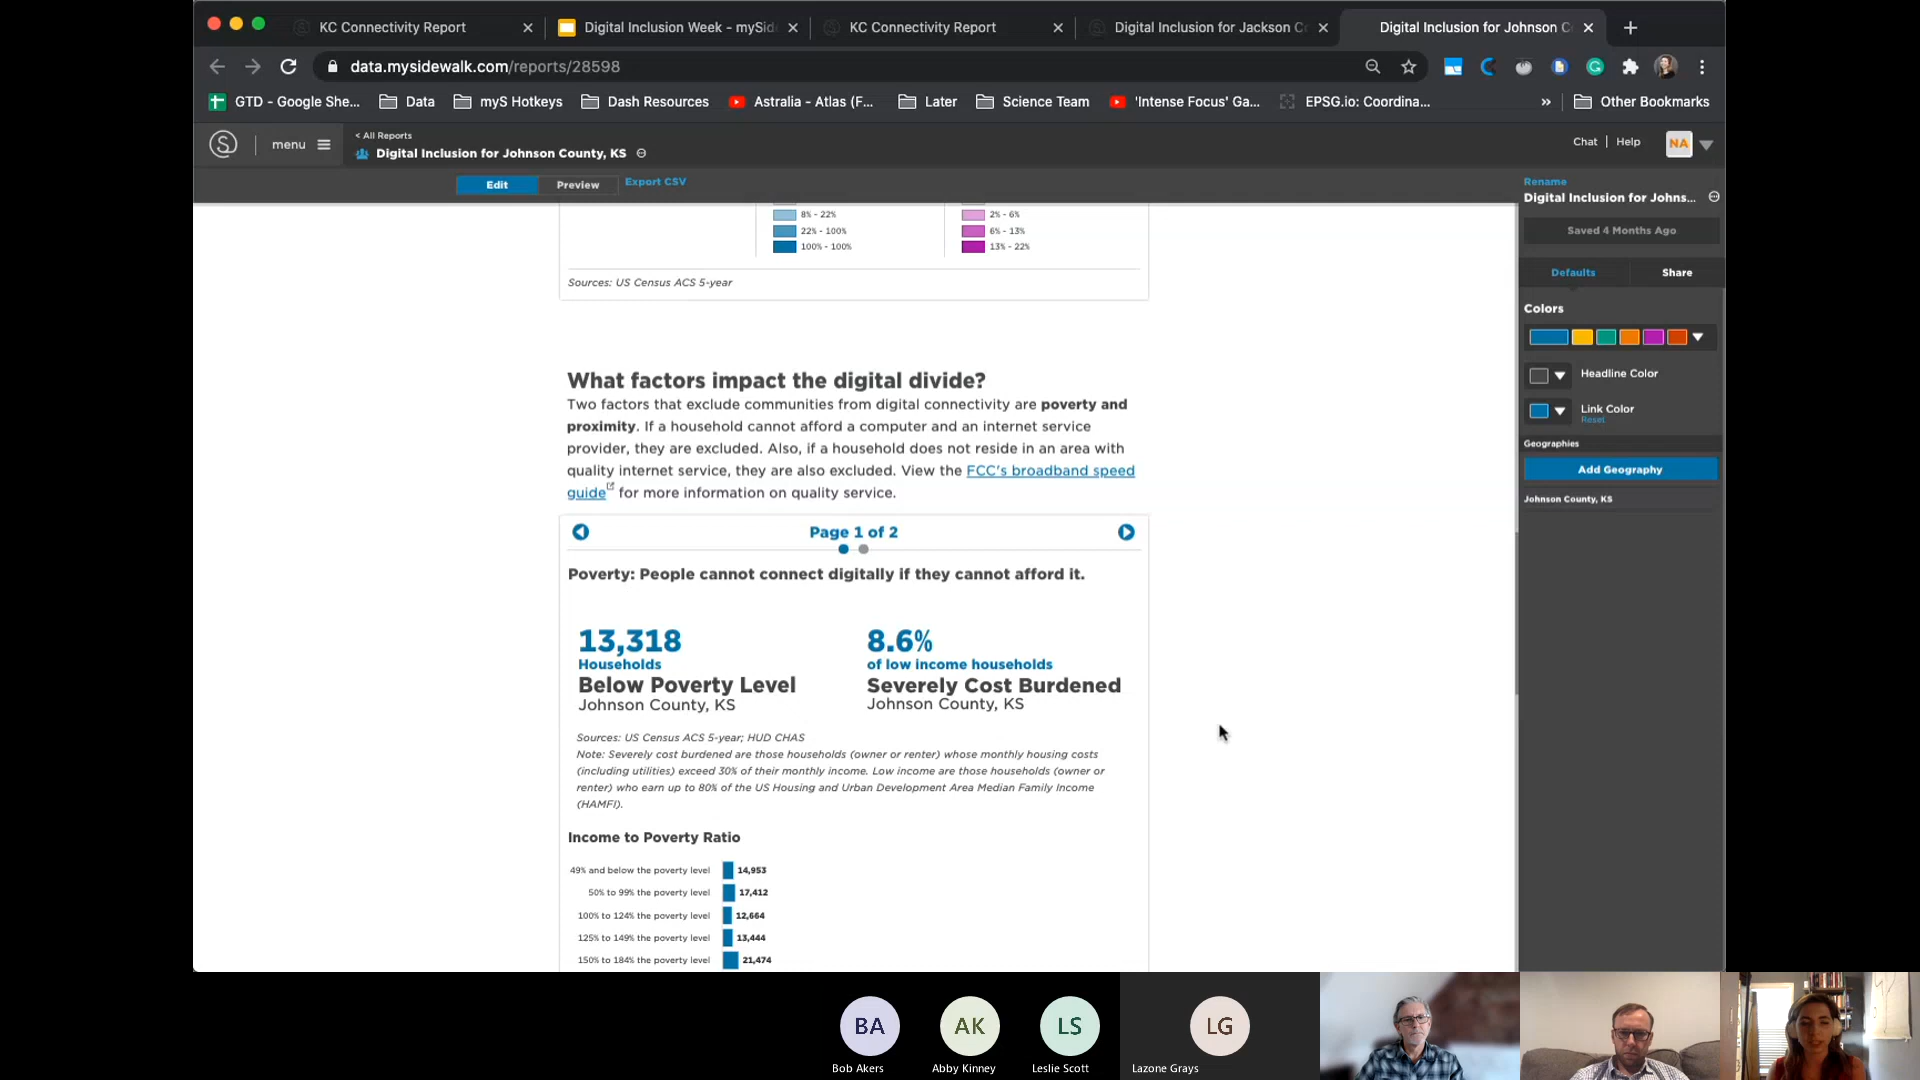 KC Connectivity Report
Digital Inclusion Week - mySid
KC Connectivity Report
Digital Inclusion for Jackson C
Digital Inclusion for Johnson C
data.mysidewalk.com/reports/28598
GTD - Google She...
Data
myS Hotkeys
Dash Resources
Astralia - Atlas (F...
Later
Science Team
'Intense Focus' Ga...
EPSG.io: Coordina...
»
Other Bookmarks
menu
< All Reports
Digital Inclusion for Johnson County, KS
Chat | Help
NA
Edit
Preview
Export CSV
Rename
Digital Inclusion for Johns...
Saved 4 Months Ago
Defaults
Share
Colors
Headline Color
Link Color
Reset
Geographies
Add Geography
Johnson County, KS
8% - 22%
22% - 100%
100% - 100%
2% - 6%
6% - 13%
13% - 22%
Sources: US Census ACS 5-year
What factors impact the digital divide?
Two factors that exclude communities from digital connectivity are poverty and
proximity. If a household cannot afford a computer and an internet service
provider, they are excluded. Also, if a household does not reside in an area with
quality internet service, they are also excluded. View the FCC's broadband speed
guide for more information on quality service.
Page 1 of 2
Poverty: People cannot connect digitally if they cannot afford it.
13,318
Households
Below Poverty Level
Johnson County, KS
8.6%
of low income households
Severely Cost Burdened
Johnson County, KS
Sources: US Census ACS 5-year; HUD CHAS
Note: Severely cost burdened are those households (owner or renter) whose monthly housing costs
(including utilities) exceed 30% of their monthly income. Low income are those households (owner or
renter) who earn up to 80% of the US Housing and Urban Development Area Median Family Income
(HAMFI).
Income to Poverty Ratio
49% and below the poverty level 14,953
50% to 99% the poverty level 17,412
100% to 124% the poverty level 12,664
125% to 149% the poverty level 13,444
150% to 184% the poverty level 21,474
BA
Bob Akers
AK
Abby Kinney
LS
Leslie Scott
LG
Lazone Grays